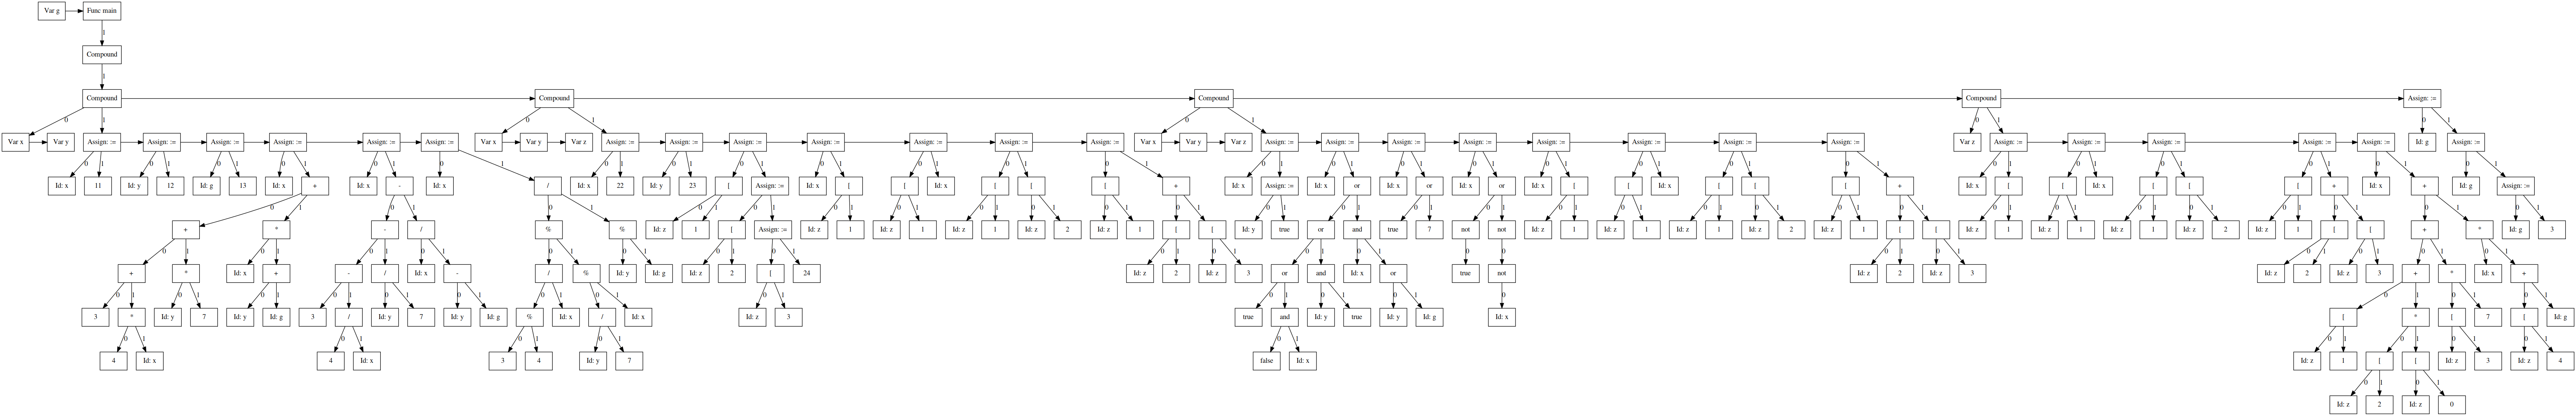 Var g Func main
1
Compound
1
Compound Compound Compound Compound Assign: :=
0 1 0 1 0 1 0 1 0 1
Var x Var y Assign: := Assign: := Assign: := Assign: := Assign: := Assign: := Var x Var y Var z Assign: := Assign: := Assign: := Assign: := Assign: := Assign: := Assign: := Var x Var y Var z Assign: := Assign: := Assign: := Assign: := Assign: := Assign: := Assign: := Assign: := Var z Assign: := Assign: := Assign: := Assign: := Assign: := Id: g Assign: :=
0 1 0 1 0 1 0 1 0 1 0 1 0 1 0 1 0 1 0 1 0 1 0 1 0 1 0 1 0 1 0 1 0 1 0 1 0 1 0 1 0 1 0 1 0 1 0 1 0 1 0 1 0 1
Id: x 11 Id: y 12 Id: g 13 Id: x + Id: x - Id: x / Id: x 22 Id: y 23 [ Assign: := Id: x [ [ Id: x [ [ [ + Id: x Assign: := Id: x or Id: x or Id: x or Id: x [ [ Id: x [ [ [ + Id: x [ [ Id: x [ [ [ + Id: x + Id: g Assign: :=
0 1 0 1 0 1 0 1 0 1 0 1 0 1 0 1 0 1 0 1 0 1 0 1 0 1 0 1 0 1 0 1 0 1 0 1 0 1 0 1 0 1 0 1 0 1 0 1 0 1 0 1 0 1 0 1 0 1
+ * - / % % Id: z 1 [ Assign: := Id: z 1 Id: z 1 Id: z 1 Id: z 2 Id: z 1 [ [ Id: y true or and true 7 not not Id: z 1 Id: z 1 Id: z 1 Id: z 2 Id: z 1 [ [ Id: z 1 Id: z 1 Id: z 1 Id: z 2 Id: z 1 [ [ + * Id: g 3
0 1 0 1 0 1 0 1 0 1 0 1 0 1 0 1 0 1 0 1 0 1 0 1 0 0 0 1 0 1 0 1 0 1 0 1 0 1
+ * Id: x + - / Id: x - / % Id: y Id: g Id: z 2 [ 24 Id: z 2 Id: z 3 or and Id: x or true not Id: z 2 Id: z 3 Id: z 2 Id: z 3 + * Id: x +
0 1 0 1 0 1 0 1 0 1 0 1 0 1 0 1 0 1 0 1 0 1 0 1 0 0 1 0 1 0 1
3 * Id: y 7 Id: y Id: g 3 / Id: y 7 Id: y Id: g % Id: x / Id: x Id: z 3 true and Id: y true Id: y Id: g Id: x [ * [ 7 [ Id: g
0 1 0 1 0 1 0 1 0 1 0 1 0 1 0 1 0 1
4 Id: x 4 Id: x 3 4 Id: y 7 false Id: x Id: z 1 [ [ Id: z 3 Id: z 4
0 1 0 1
Id: z 2 Id: z 0